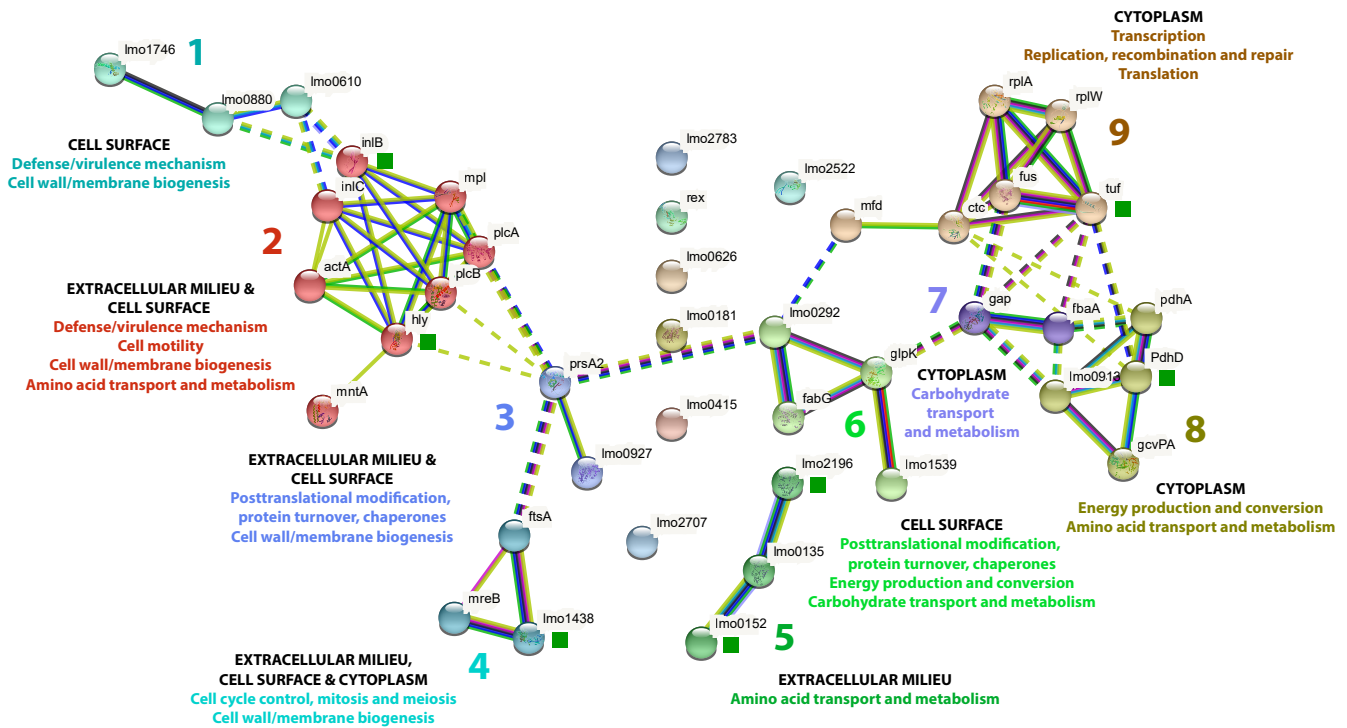 1
lmo1746
lmo0880
lmo0610
CELL SURFACE
Defense/virulence mechanism
Cell wall/membrane biogenesis
2
inlB
inlC
mpl
plcA
plcB
actA
hly
mntA
EXTRACELLULAR MILIEU &
CELL SURFACE
Defense/virulence mechanism
Cell motility
Cell wall/membrane biogenesis
Amino acid transport and metabolism
3
prsA2
lmo0927
EXTRACELLULAR MILIEU &
CELL SURFACE
Posttranslational modification,
protein turnover, chaperones
Cell wall/membrane biogenesis
4
ftsA
mreB
lmo1438
EXTRACELLULAR MILIEU,
CELL SURFACE & CYTOPLASM
Cell cycle control, mitosis and meiosis
Cell wall/membrane biogenesis
lmo2783
rex
lmo0626
lmo0181
lmo0415
lmo2707
lmo2522
5
lmo2196
lmo0135
lmo0152
EXTRACELLULAR MILIEU
Amino acid transport and metabolism
6
lmo0292
glpK
fabG
lmo1539
CELL SURFACE
Posttranslational modification,
protein turnover, chaperones
Energy production and conversion
Carbohydrate transport and metabolism
7
gap
fbaA
CYTOPLASM
Carbohydrate
transport
and metabolism
8
pdhA
PdhD
lmo0913
gcvPA
CYTOPLASM
Energy production and conversion
Amino acid transport and metabolism
CYTOPLASM
Transcription
Replication, recombination and repair
Translation
9
rplA
rplW
fus
tuf
ctc
mfd